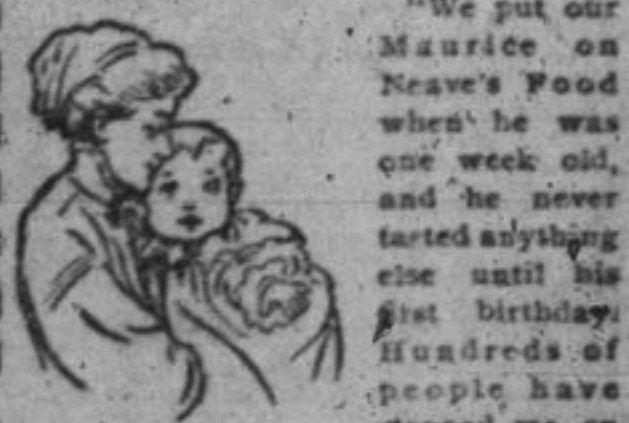 "We put our
Maurice on
Neave's Food
when he was
one week old,
and he never
tasted anything
else until his
first birthday.
Hundreds of
people have